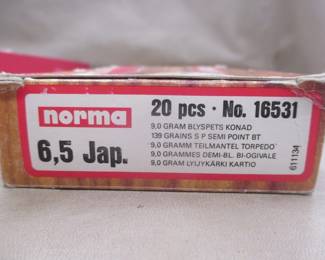 norma
20 pcs · No. 16531
6,5 Jap.
9,0 GRAM BLYSPETS KONAD
139 GRAINS S P SEMI POINT BT
9,0 GRAMM TEILMANTEL TORPEDO
9,0 GRAMMES DEMI-BL. BI-OGIVALE
9,0 GRAM LYIJYKÄRKI KARTIO
611134